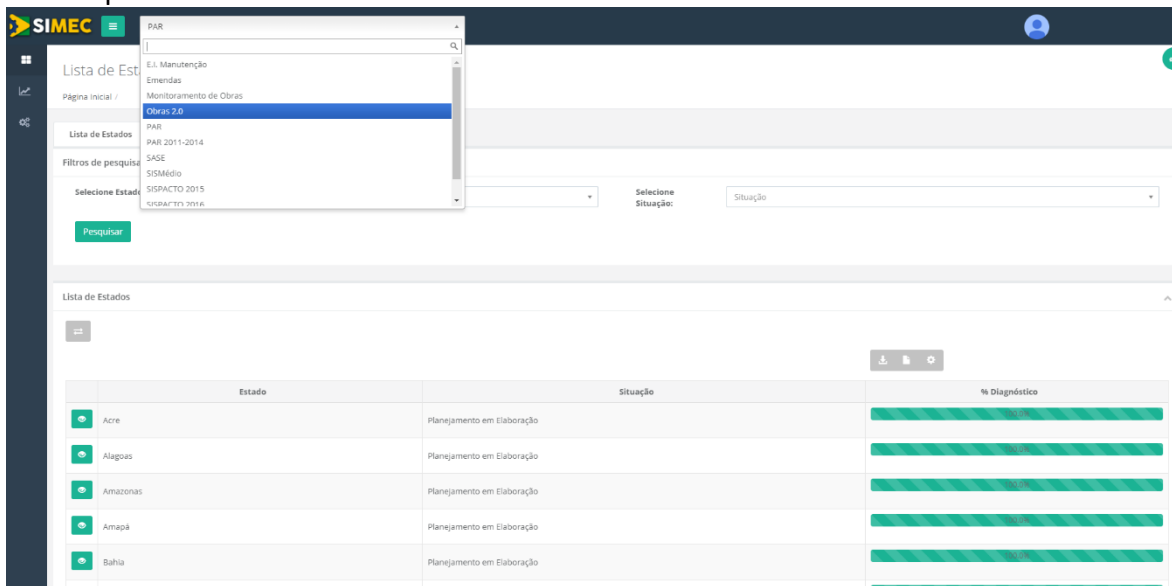 SIMEC
PAR
Lista de Est
E.I. Manutenção
Emendas
Página inicial /
Monitoramento de Obras
Obras 2.0
Lista de Estados
PAR
PAR 2011-2014
Filtros de pesquisa
SASE
SISMédio
Selecione Estad
SISPACTO 2015
SISPACTO 2016
Selecione
Situação:
Situação
Pesquisar
Lista de Estados
Estado Situação % Diagnóstico
Acre Planejamento em Elaboração
Alagoas Planejamento em Elaboração
Amazonas Planejamento em Elaboração
Amapá Planejamento em Elaboração
Bahia Planejamento em Elaboração